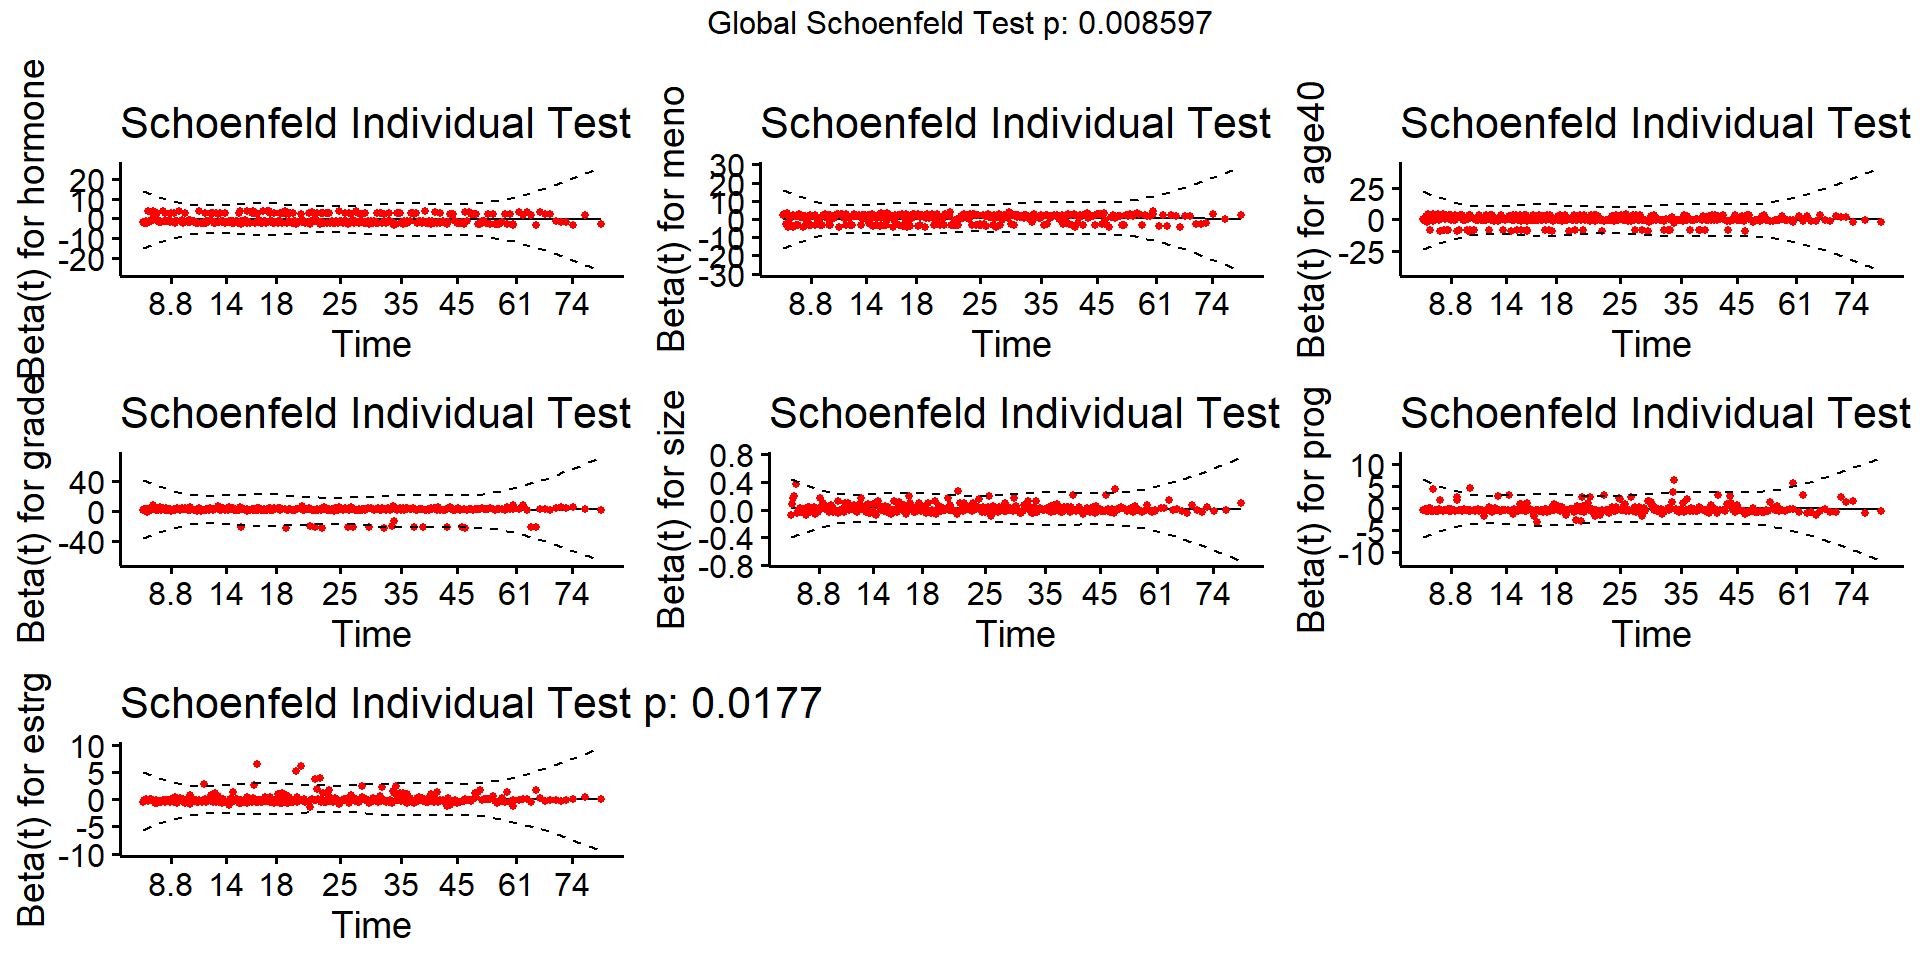 Global Schoenfeld Test p: 0.008597
Schoenfeld Individual Test
Beta(t) for hormone
20
10
0
-10
-20
8.8 14 18 25 35 45 61 74
Time
Schoenfeld Individual Test
Beta(t) for meno
30
20
10
0
-10
-20
-30
8.8 14 18 25 35 45 61 74
Time
Schoenfeld Individual Test
Beta(t) for age40
25
0
-25
8.8 14 18 25 35 45 61 74
Time
Schoenfeld Individual Test
Beta(t) for grade
40
0
-40
8.8 14 18 25 35 45 61 74
Time
Schoenfeld Individual Test
Beta(t) for size
0.8
0.4
0.0
-0.4
-0.8
8.8 14 18 25 35 45 61 74
Time
Schoenfeld Individual Test
Beta(t) for prog
10
5
0
-5
-10
8.8 14 18 25 35 45 61 74
Time
Schoenfeld Individual Test p: 0.0177
Beta(t) for estrg
10
5
0
-5
-10
8.8 14 18 25 35 45 61 74
Time